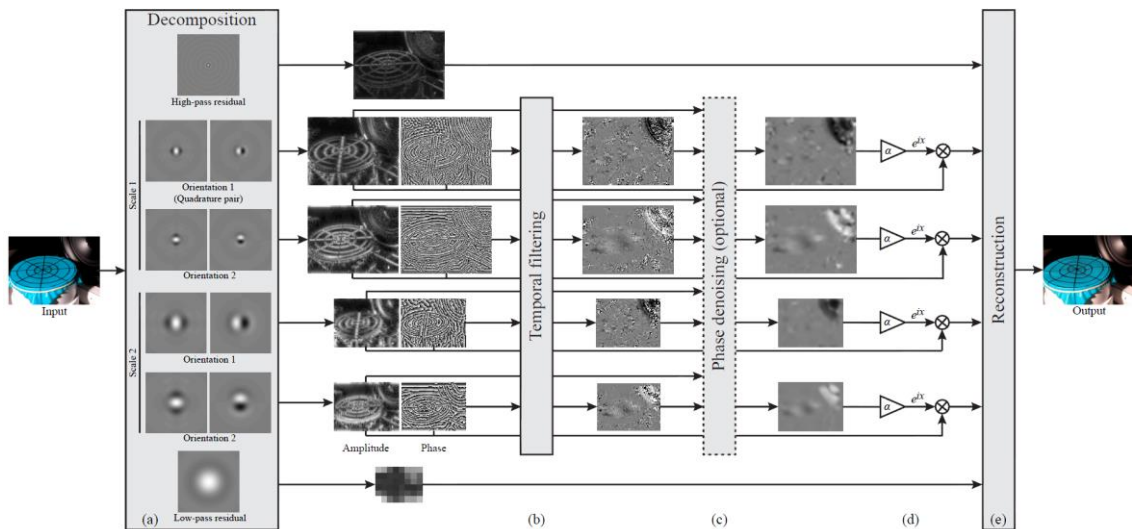 Decomposition
High-pass residual
Scale 1
Orientation 1
(Quadrature pair)
Orientation 2
Scale 2
Orientation 1
Orientation 2
Low-pass residual
Input
Amplitude
Phase
Temporal filtering
Phase denoising (optional)
α
e^{ix}
α
e^{ix}
α
e^{ix}
α
e^{ix}
Reconstruction
Output
(a)
(b)
(c)
(d)
(e)